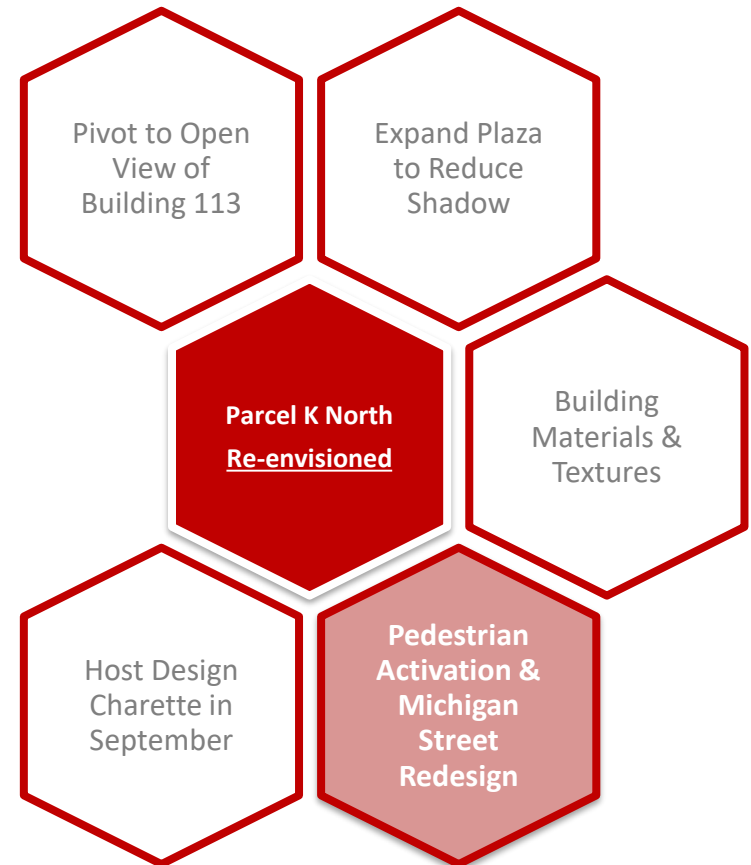 Pivot to Open
View of
Building 113
Expand Plaza
to Reduce
Shadow
Parcel K North
Re-envisioned
Building
Materials &
Textures
Host Design
Charette in
September
Pedestrian
Activation &
Michigan
Street
Redesign